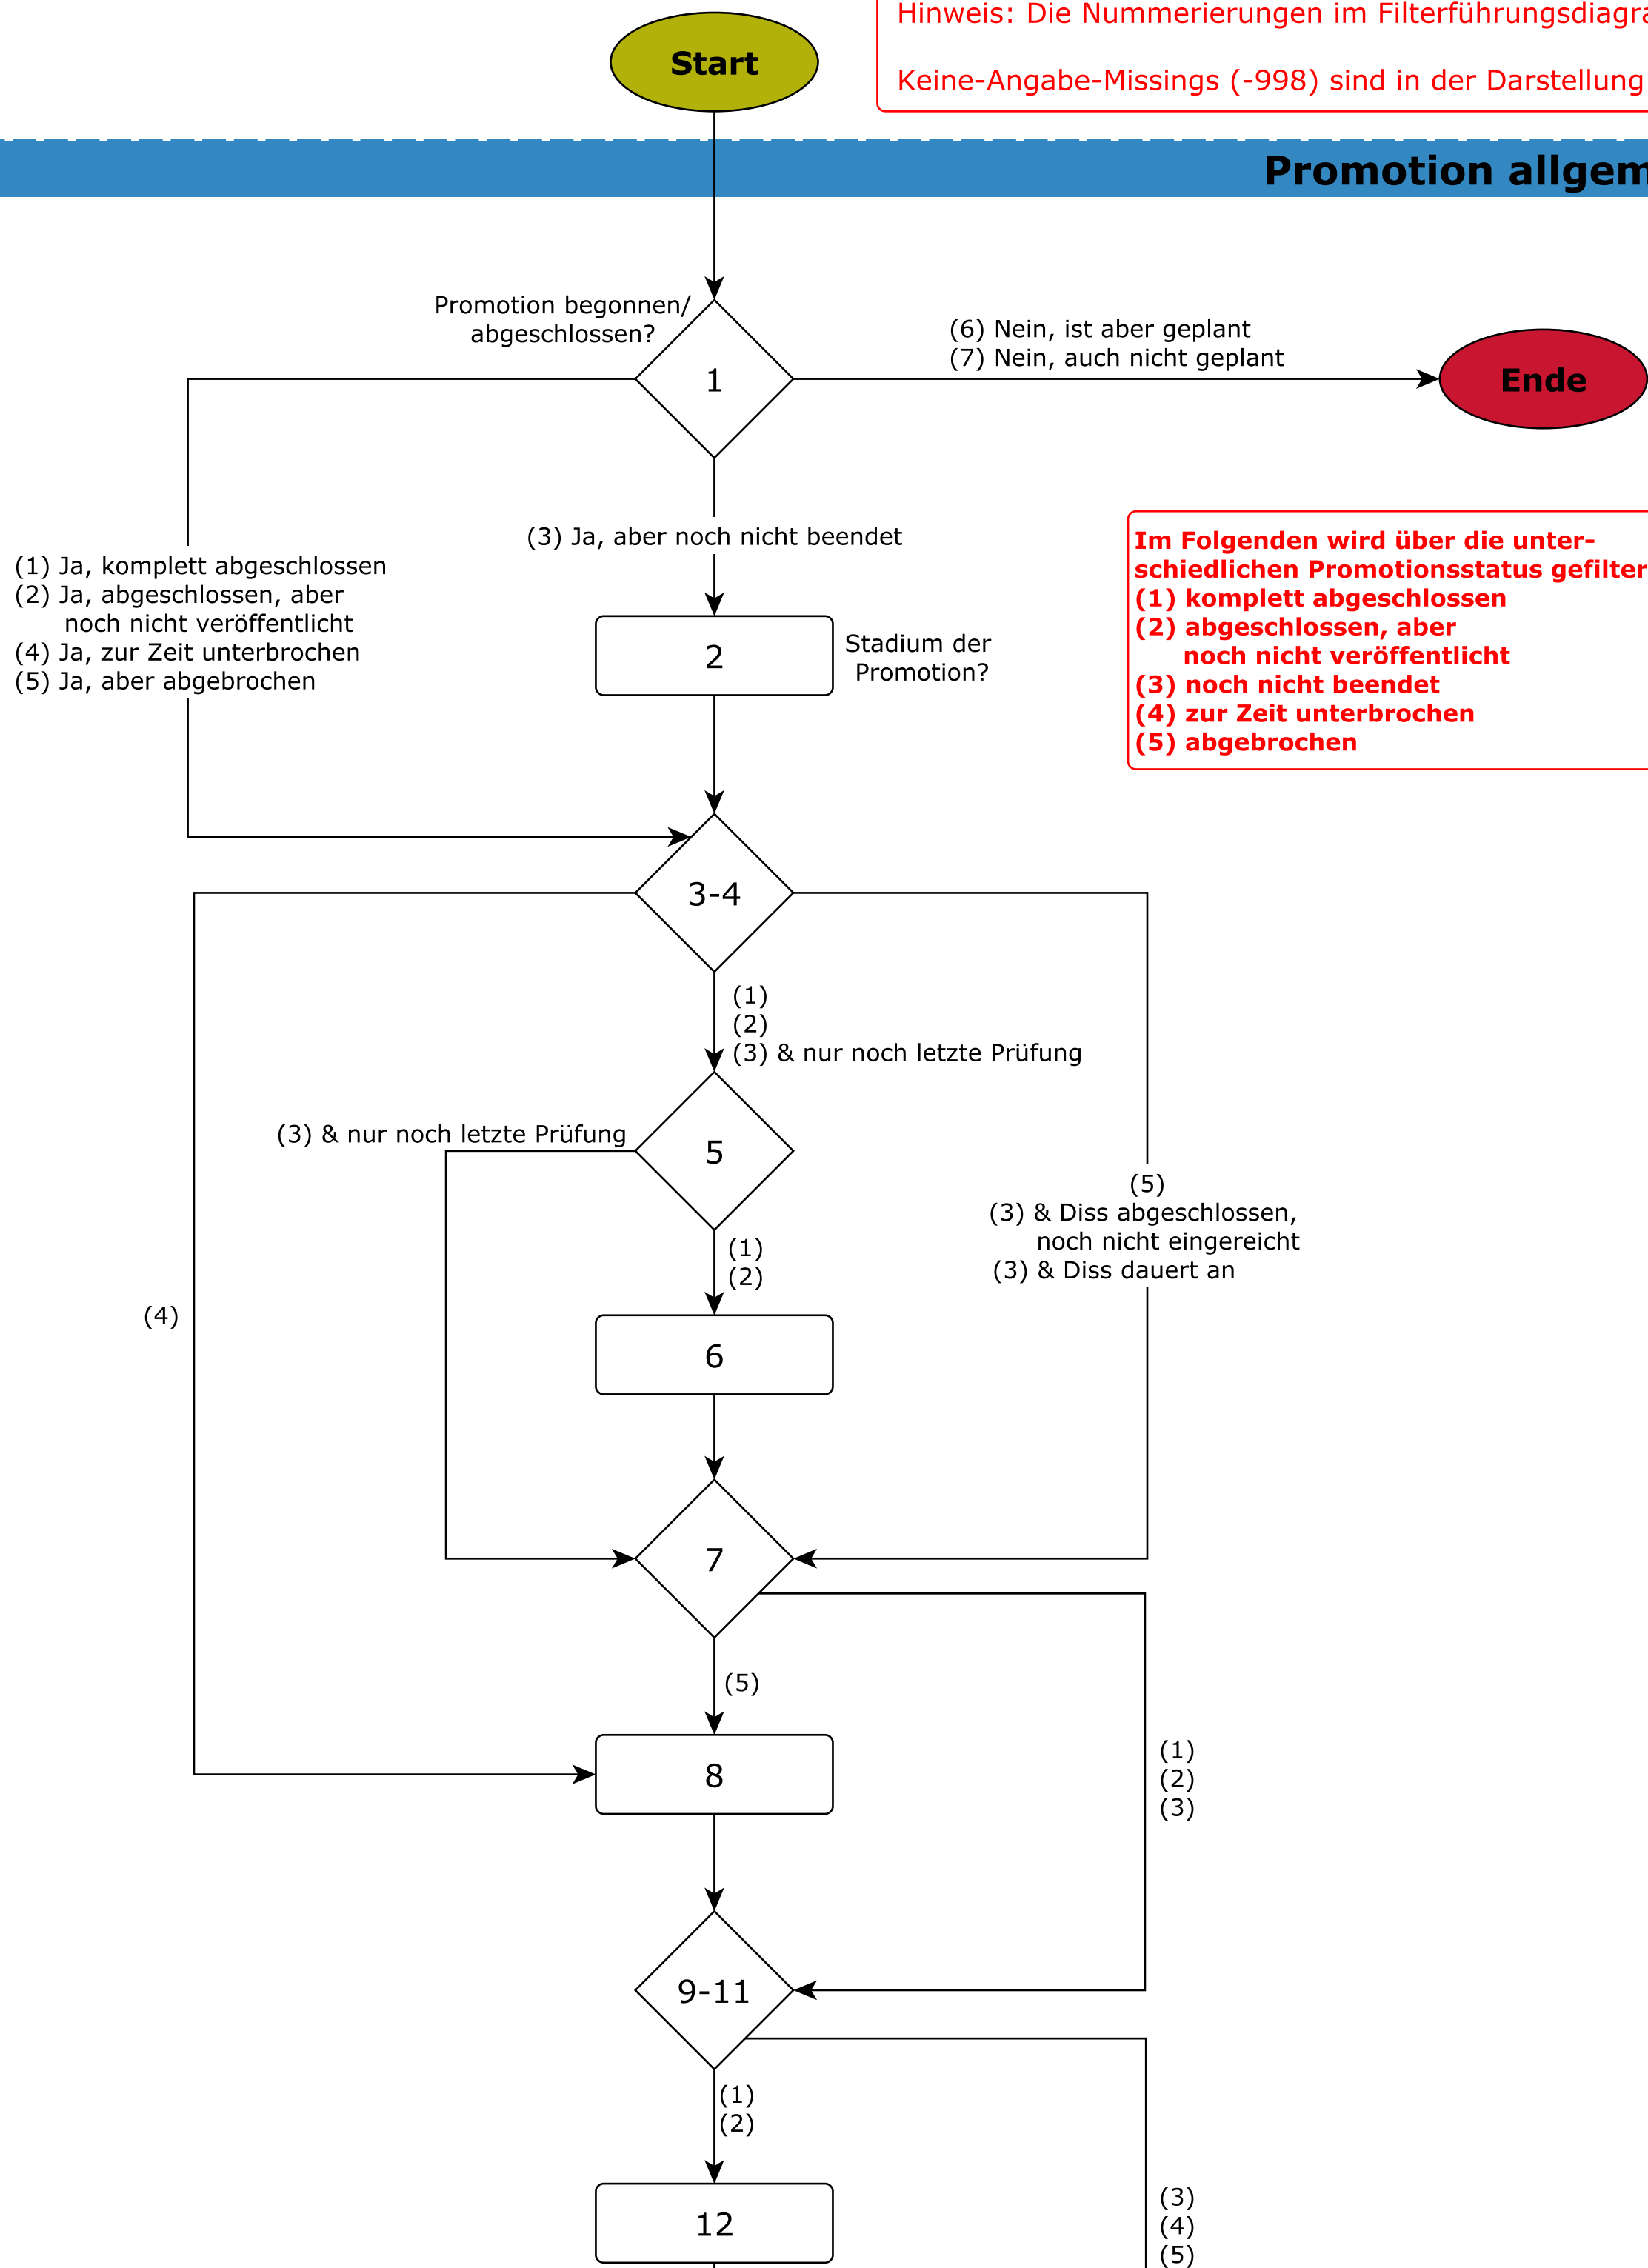 Start
Hinweis: Die Nummerierungen im Filterführungsdiagra
Keine-Angabe-Missings (-998) sind in der Darstellung
Promotion allgem
Promotion begonnen/
abgeschlossen?
1
(6) Nein, ist aber geplant
(7) Nein, auch nicht geplant
Ende
(3) Ja, aber noch nicht beendet
(1) Ja, komplett abgeschlossen
(2) Ja, abgeschlossen, aber
noch nicht veröffentlicht
(4) Ja, zur Zeit unterbrochen
(5) Ja, aber abgebrochen
2
Stadium der
Promotion?
Im Folgenden wird über die unter-
schiedlichen Promotionsstatus gefilter
(1) komplett abgeschlossen
(2) abgeschlossen, aber
noch nicht veröffentlicht
(3) noch nicht beendet
(4) zur Zeit unterbrochen
(5) abgebrochen
3-4
(1)
(2)
(3) & nur noch letzte Prüfung
(3) & nur noch letzte Prüfung
5
(5)
(3) & Diss abgeschlossen,
noch nicht eingereicht
(3) & Diss dauert an
(1)
(2)
(4)
6
7
(5)
8
(1)
(2)
(3)
9-11
(1)
(2)
12
(3)
(4)
(5)